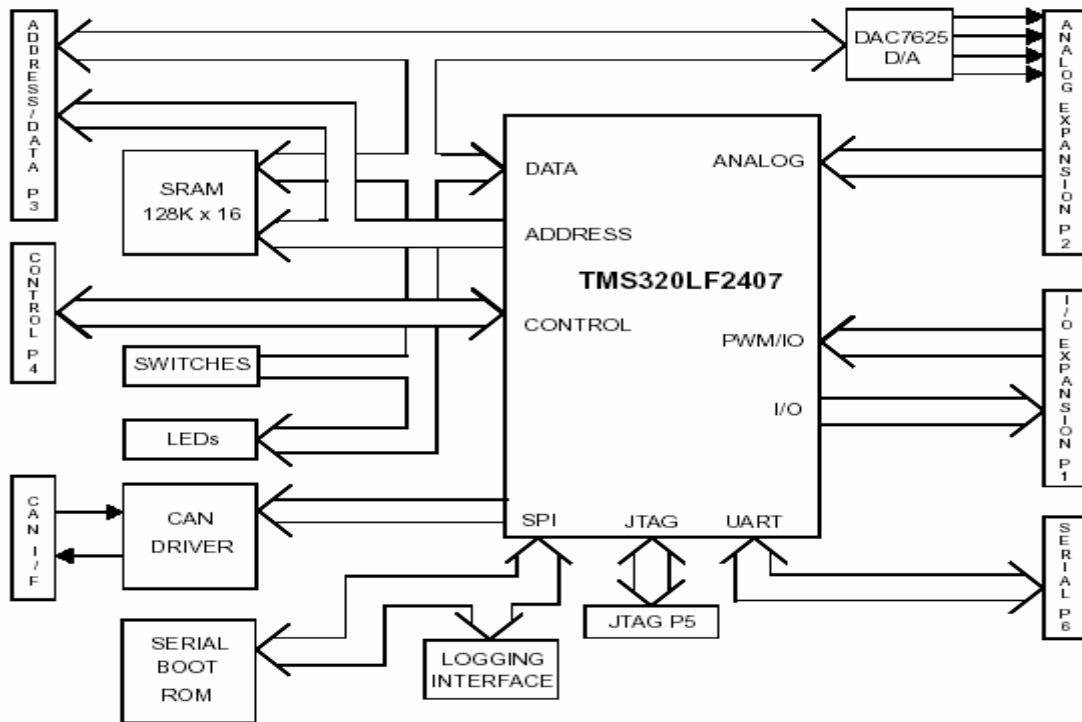 ADDRESS/DATA P3
DAC7625
D/A
ANALOG EXPANSION P2
SRAM
128K x 16
DATA
ANALOG
ADDRESS
TMS320LF2407
CONTROL P4
CONTROL
PWM/IO
I/O EXPANSION P1
SWITCHES
I/O
LEDs
CAN I/F
CAN
DRIVER
SPI
JTAG
UART
SERIAL P6
SERIAL
BOOT
ROM
LOGGING
INTERFACE
JTAG P5